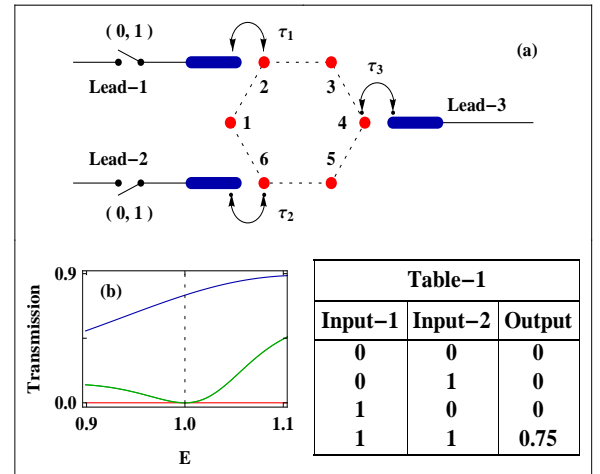 ( 0, 1 )
τ1
(a)
Lead−1
2
3
τ3
Lead−3
1
4
Lead−2
6
5
( 0, 1 )
τ2
0.9
(b)
Transmission
0.0
0.9
1.0
1.1
E
Table−1
Input−1 Input−2 Output
0 0 0
0 1 0
1 0 0
1 1 0.75